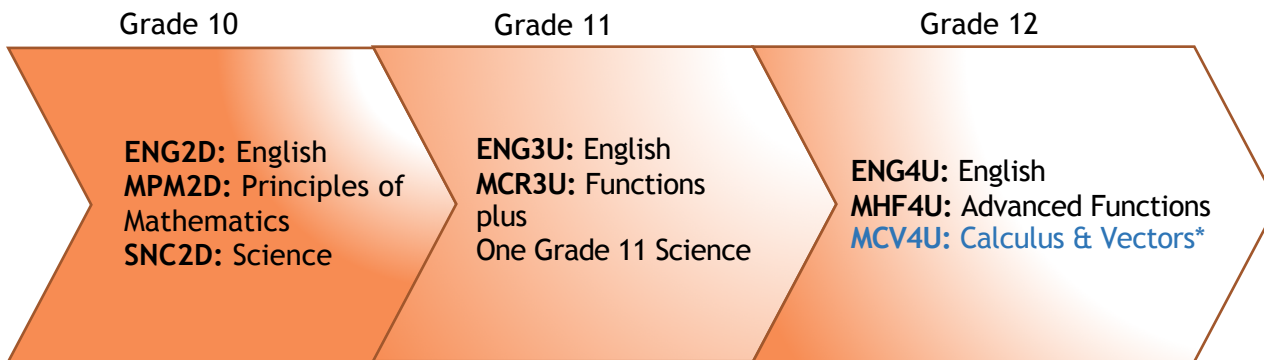 Grade 10
ENG2D: English
MPM2D: Principles of
Mathematics
SNC2D: Science
Grade 11
ENG3U: English
MCR3U: Functions
plus
One Grade 11 Science
Grade 12
ENG4U: English
MHF4U: Advanced Functions
MCV4U: Calculus & Vectors*